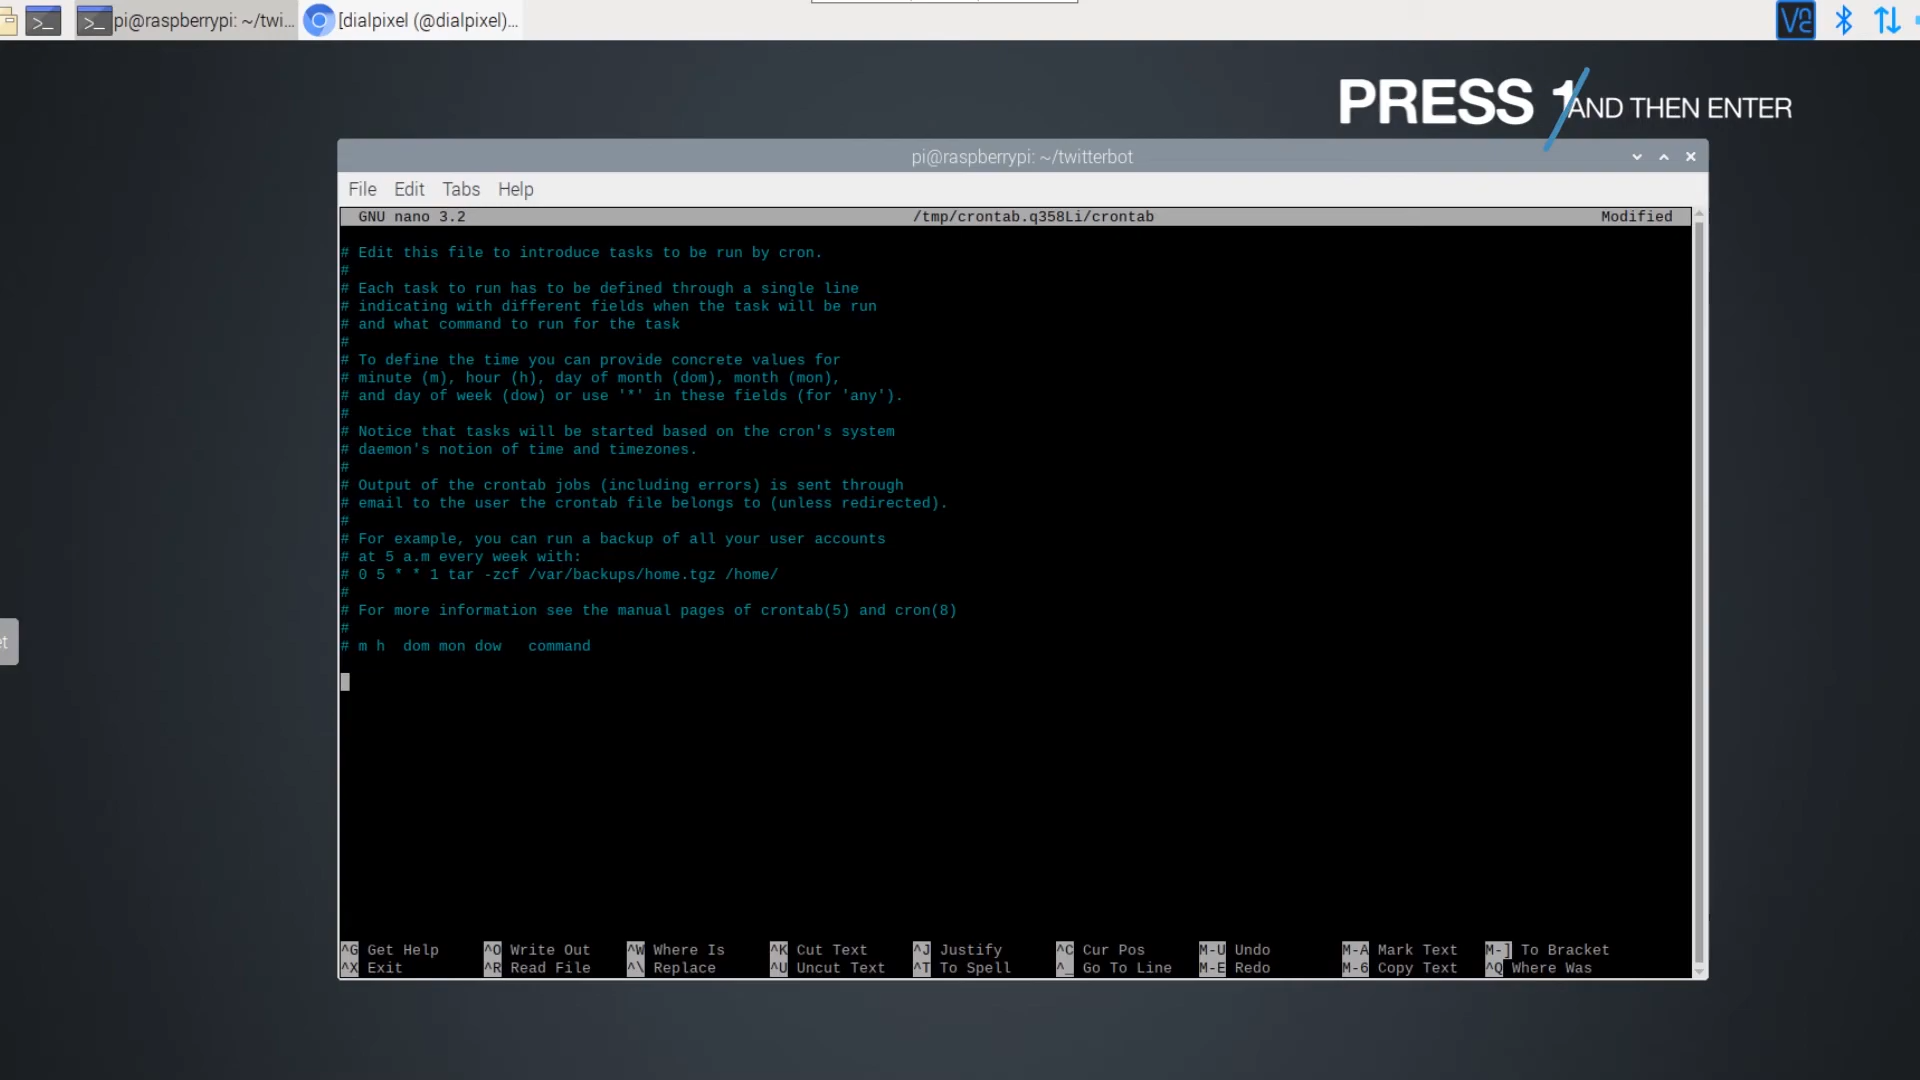 pi@raspberrypi: ~/twi...
[dialpixel (@dialpixel)...
PRESS 1 AND THEN ENTER
pi@raspberrypi: ~/twitterbot
File Edit Tabs Help
GNU nano 3.2 /tmp/crontab.q358Li/crontab Modified
# Edit this file to introduce tasks to be run by cron.
#
# Each task to run has to be defined through a single line
# indicating with different fields when the task will be run
# and what command to run for the task
#
# To define the time you can provide concrete values for
# minute (m), hour (h), day of month (dom), month (mon),
# and day of week (dow) or use '*' in these fields (for 'any').
#
# Notice that tasks will be started based on the cron's system
# daemon's notion of time and timezones.
#
# Output of the crontab jobs (including errors) is sent through
# email to the user the crontab file belongs to (unless redirected).
#
# For example, you can run a backup of all your user accounts
# at 5 a.m every week with:
# 0 5 * * 1 tar -zcf /var/backups/home.tgz /home/
#
# For more information see the manual pages of crontab(5) and cron(8)
#
# m h  dom mon dow   command
^G Get Help ^O Write Out ^W Where Is ^K Cut Text ^J Justify ^C Cur Pos M-U Undo M-A Mark Text M-] To Bracket
^X Exit ^R Read File ^\ Replace ^U Uncut Text ^T To Spell ^_ Go To Line M-E Redo M-6 Copy Text ^Q Where Was